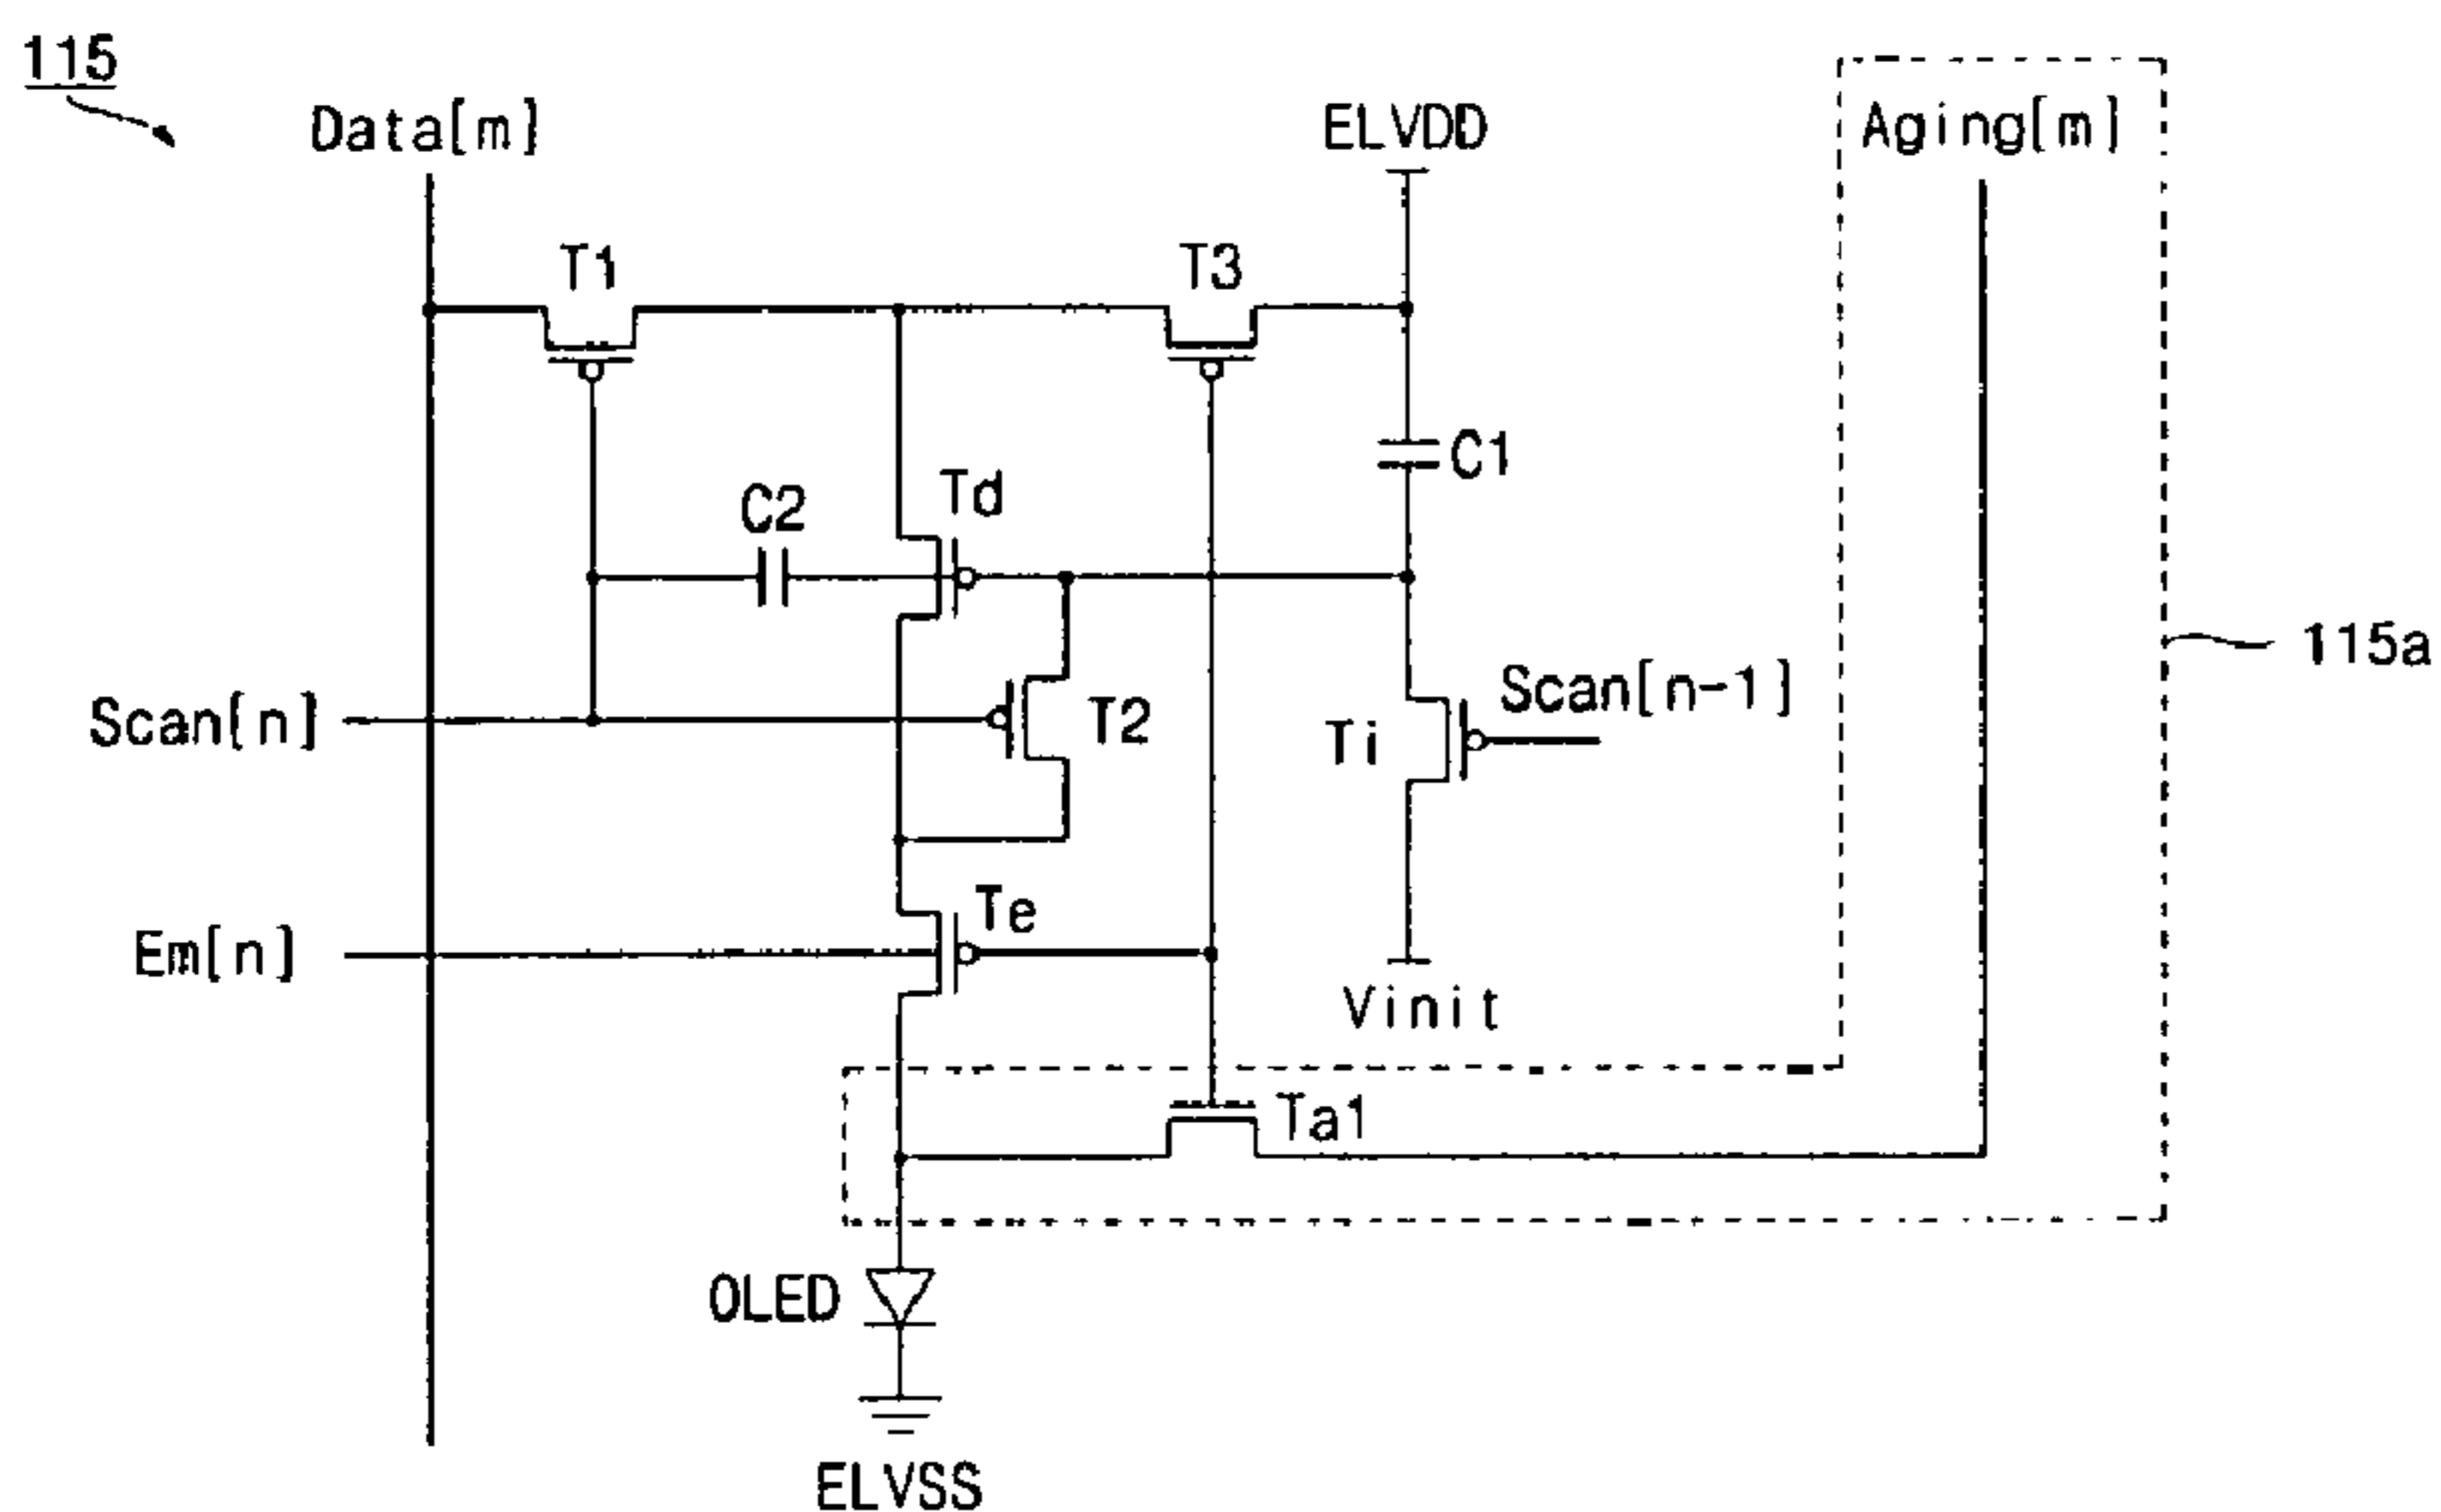 115
Data[m]
ELVDD
Aging[m]
T1
T3
C1
Td
C2
115a
Scan[n-1]
Scan[n]
T2
Ti
Te
Em[n]
Vinit
Ta1
OLED
ELVSS